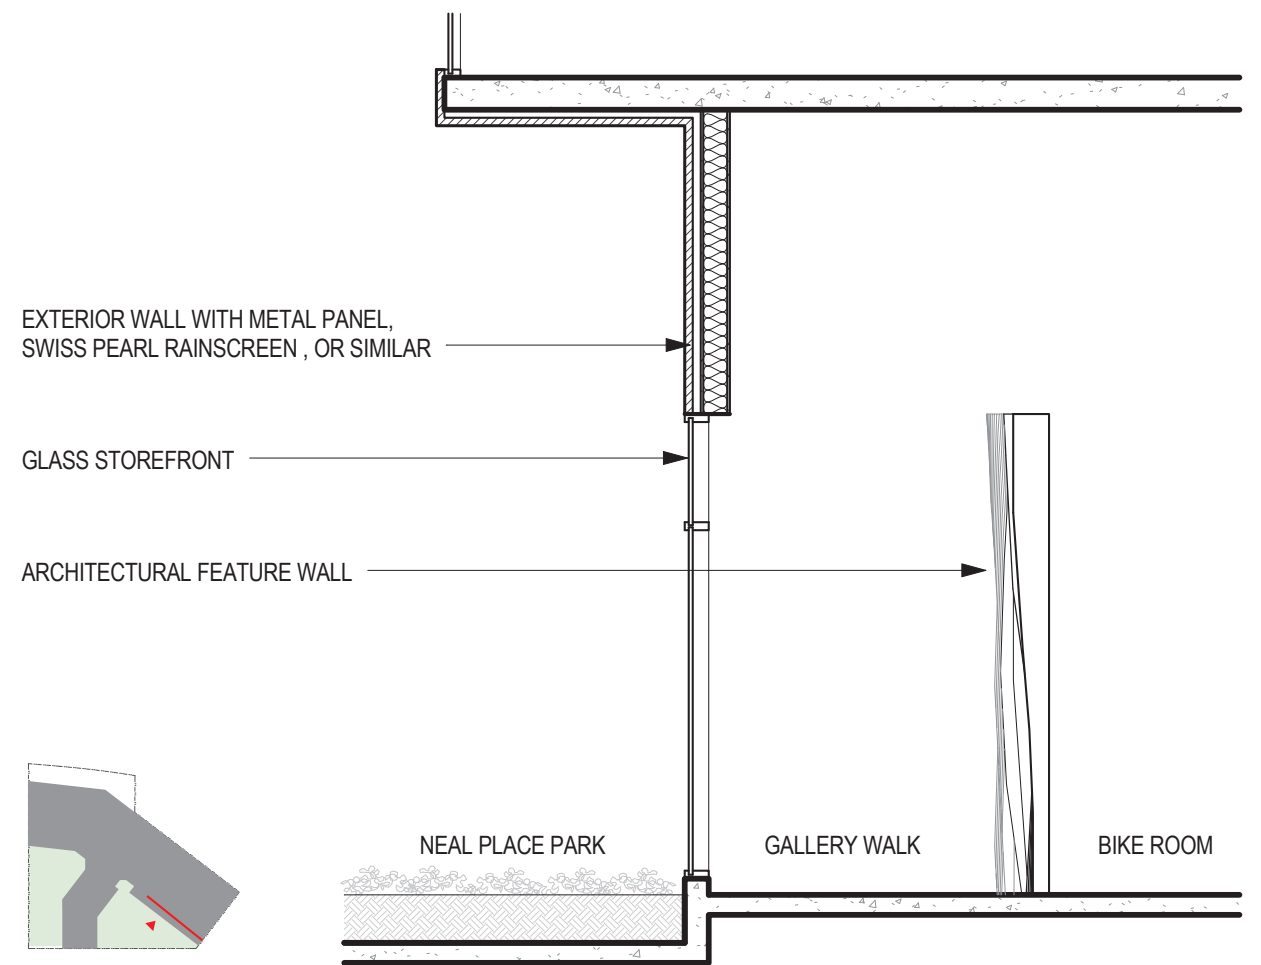 EXTERIOR WALL WITH METAL PANEL,
SWISS PEARL RAINSCREEN , OR SIMILAR
GLASS STOREFRONT
ARCHITECTURAL FEATURE WALL
NEAL PLACE PARK
GALLERY WALK
BIKE ROOM